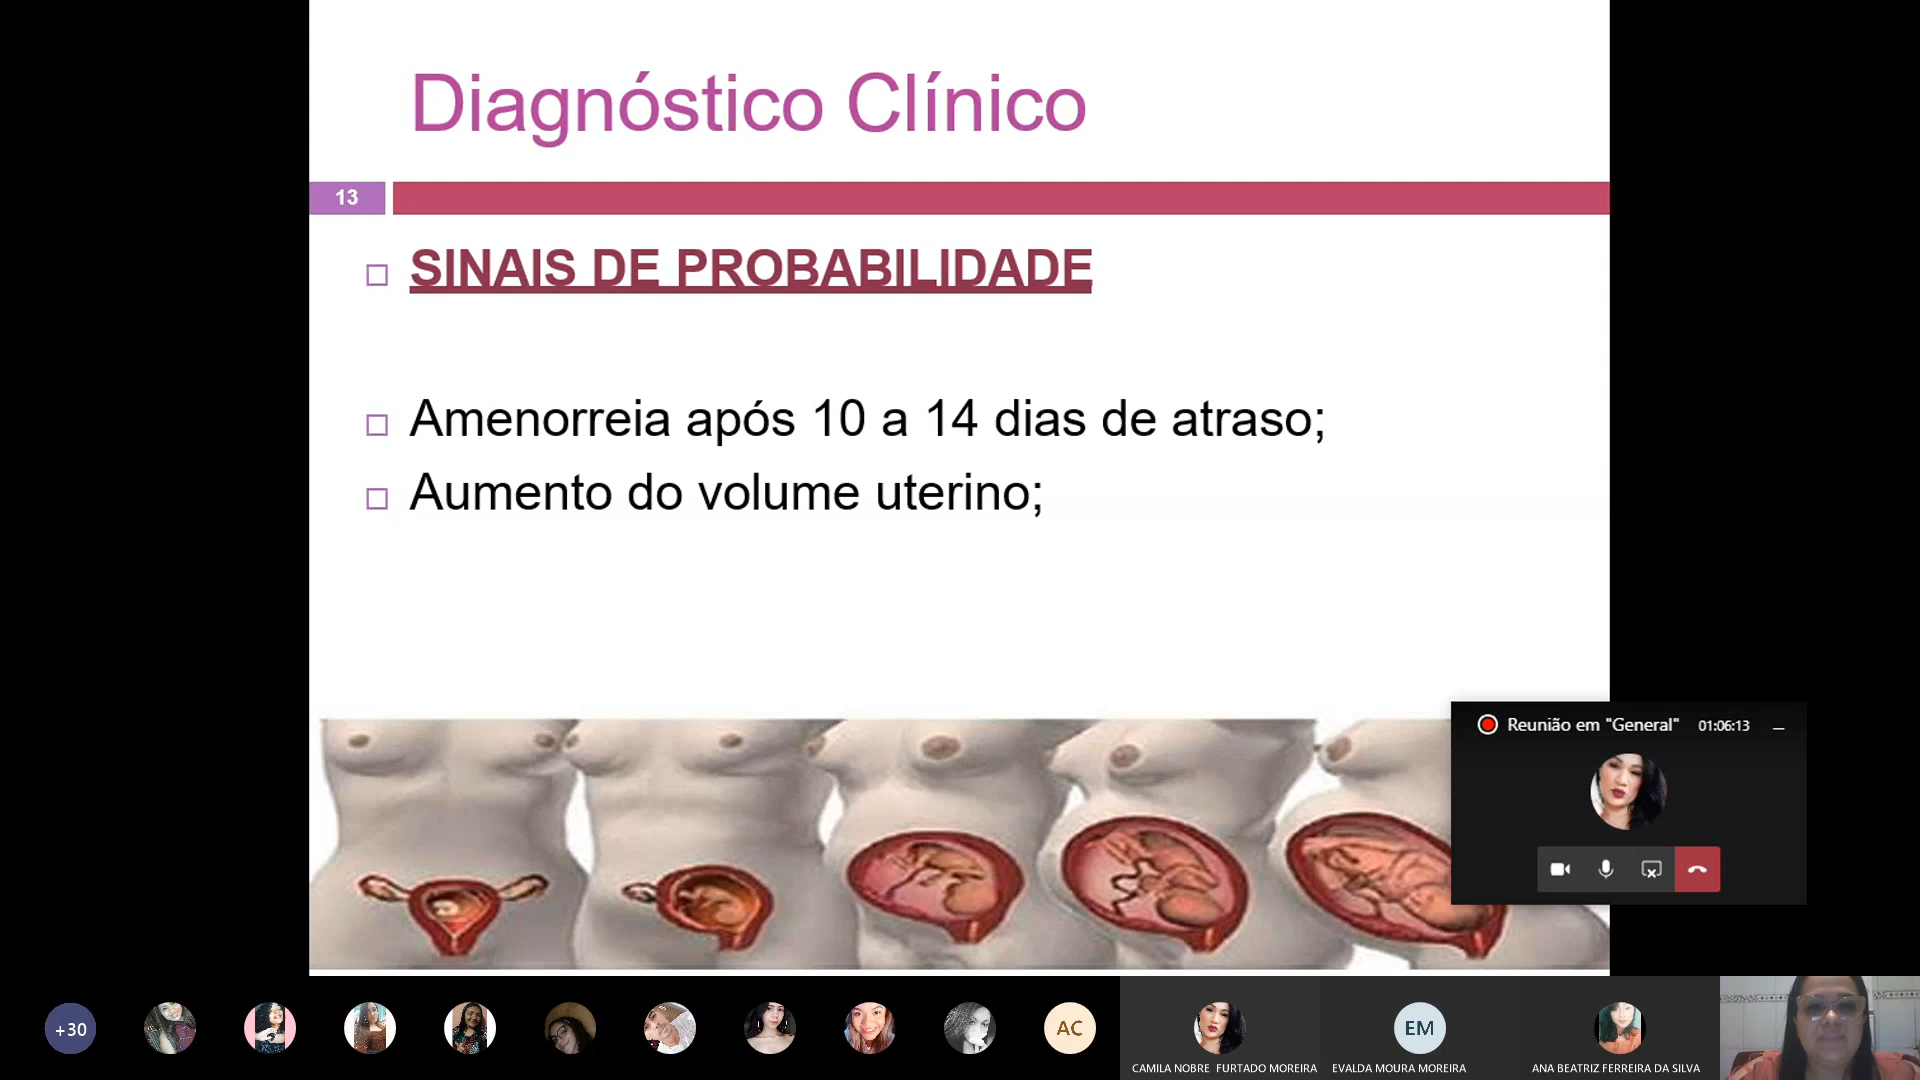 Diagnóstico Clínico
13
SINAIS DE PROBABILIDADE
Amenorreia após 10 a 14 dias de atraso;
Aumento do volume uterino;
Reunião em "General" 01:06:13
+30
AC
EM
CAMILA NOBRE FURTADO MOREIRA
EVALDA MOURA MOREIRA
ANA BEATRIZ FERREIRA DA SILVA